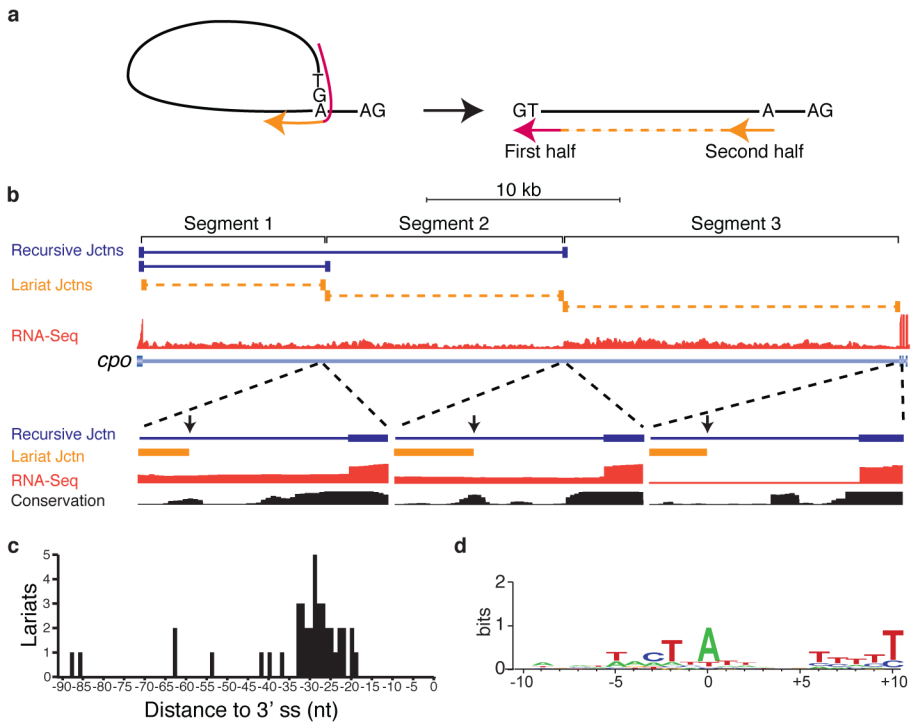 a
T
G
A AG
GT A AG
First half Second half
b
10 kb
Segment 1 Segment 2 Segment 3
Recursive Jctns
Lariat Jctns
RNA-Seq
cpo
Recursive Jctn
Lariat Jctn
RNA-Seq
Conservation
c
5
4
3
2
1
0
Lariats
-90 -85 -80 -75 -70 -65 -60 -55 -50 -45 -40 -35 -30 -25 -20 -15 -10 -5 0
Distance to 3' ss (nt)
d
2
1
0
bits
T C T A T T T T T C
-10 -5 0 +5 +10